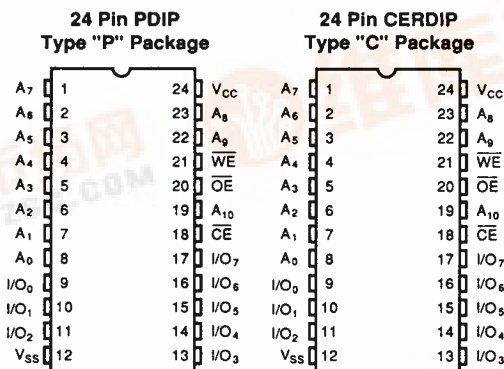 24 Pin PDIP
Type "P" Package
A7 1 24 VCC
A6 2 23 A8
A5 3 22 A9
A4 4 21 WE
A3 5 20 OE
A2 6 19 A10
A1 7 18 CE
A0 8 17 I/O7
I/O0 9 16 I/O6
I/O1 10 15 I/O5
I/O2 11 14 I/O4
VSS 12 13 I/O3
24 Pin CERDIP
Type "C" Package
A7 1 24 VCC
A6 2 23 A8
A5 3 22 A9
A4 4 21 WE
A3 5 20 OE
A2 6 19 A10
A1 7 18 CE
A0 8 17 I/O7
I/O0 9 16 I/O6
I/O1 10 15 I/O5
I/O2 11 14 I/O4
VSS 12 13 I/O3